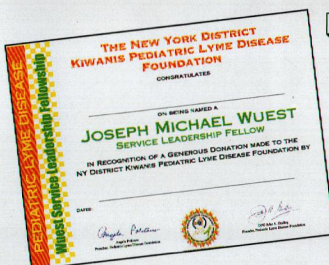 PEDIATRIC LYME DISEASE
Wuest Service Leadership Fellowship
THE NEW YORK DISTRICT
KIWANIS PEDIATRIC LYME DISEASE
FOUNDATION
CONGRATULATES
ON BEING NAMED A
JOSEPH MICHAEL WUEST
SERVICE LEADERSHIP FELLOW
IN RECOGNITION OF A GENEROUS DONATION MADE TO THE
NY DISTRICT KIWANIS PEDIATRIC LYME DISEASE FOUNDATION BY
DATED: